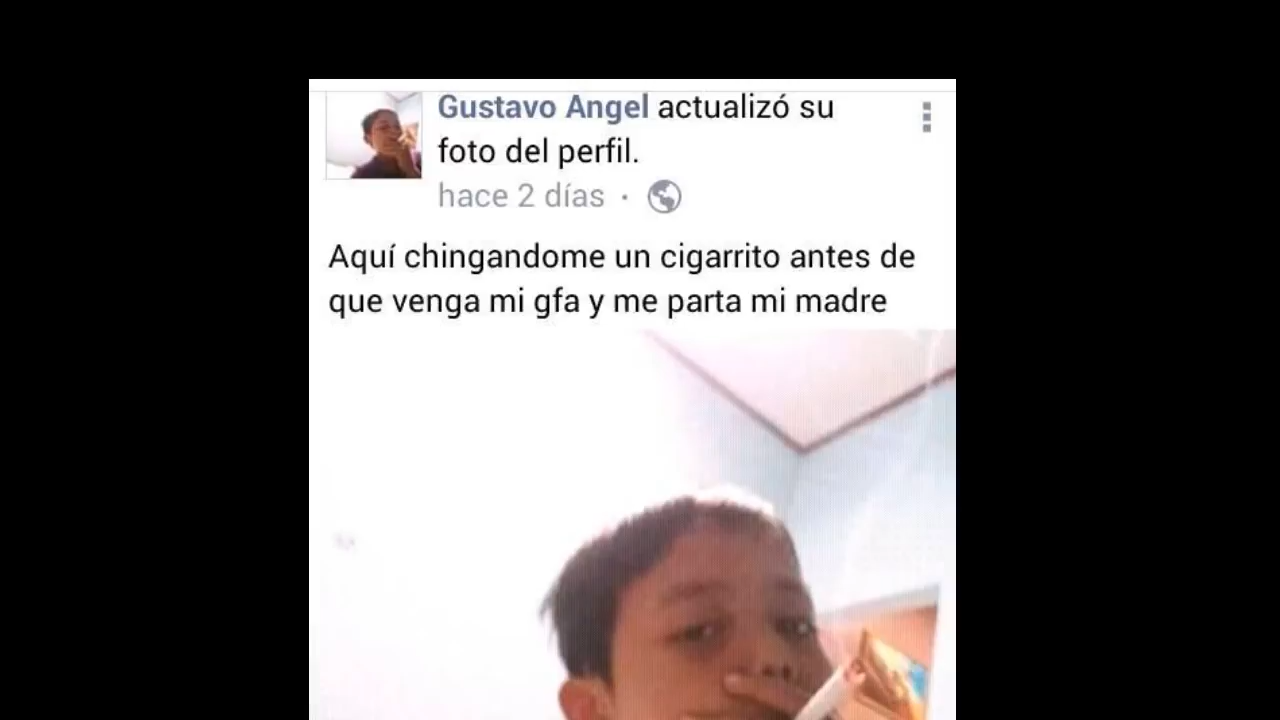 Gustavo Angel actualizó su
foto del perfil.
hace 2 días ·
Aquí chingandome un cigarrito antes de
que venga mi gfa y me parta mi madre